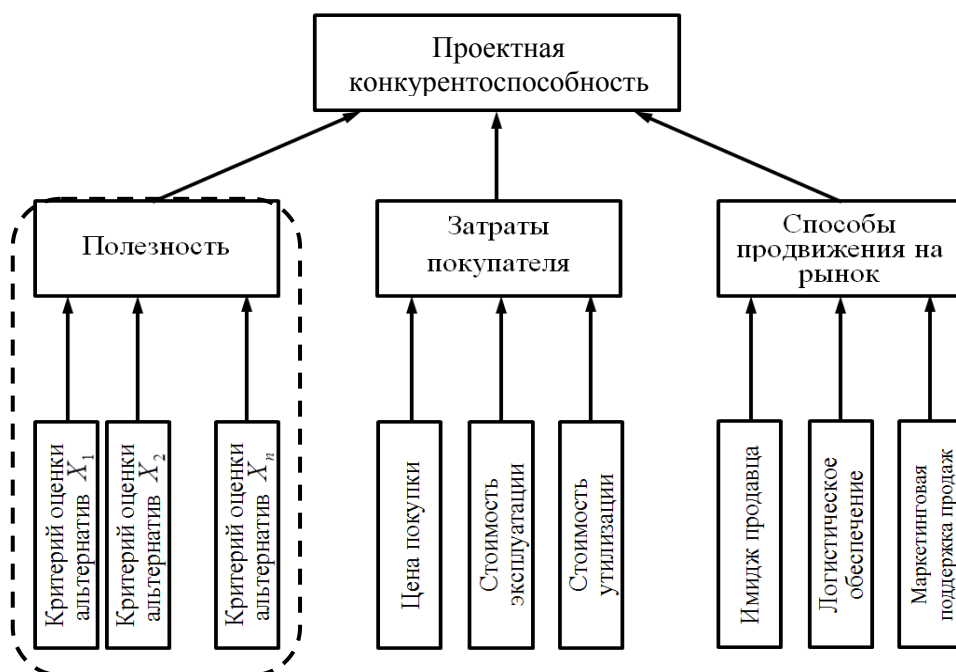 Проектная
конкурентоспособность
Полезность
Затраты
покупателя
Способы
продвижения на
рынок
Критерий оценки
альтернатив X₁
Критерий оценки
альтернатив X₂
Критерий оценки
альтернатив Xₙ
Цена покупки
Стоимость
эксплуатации
Стоимость
утилизации
Имидж продавца
Логистическое
обеспечение
Маркетинговая
поддержка продаж